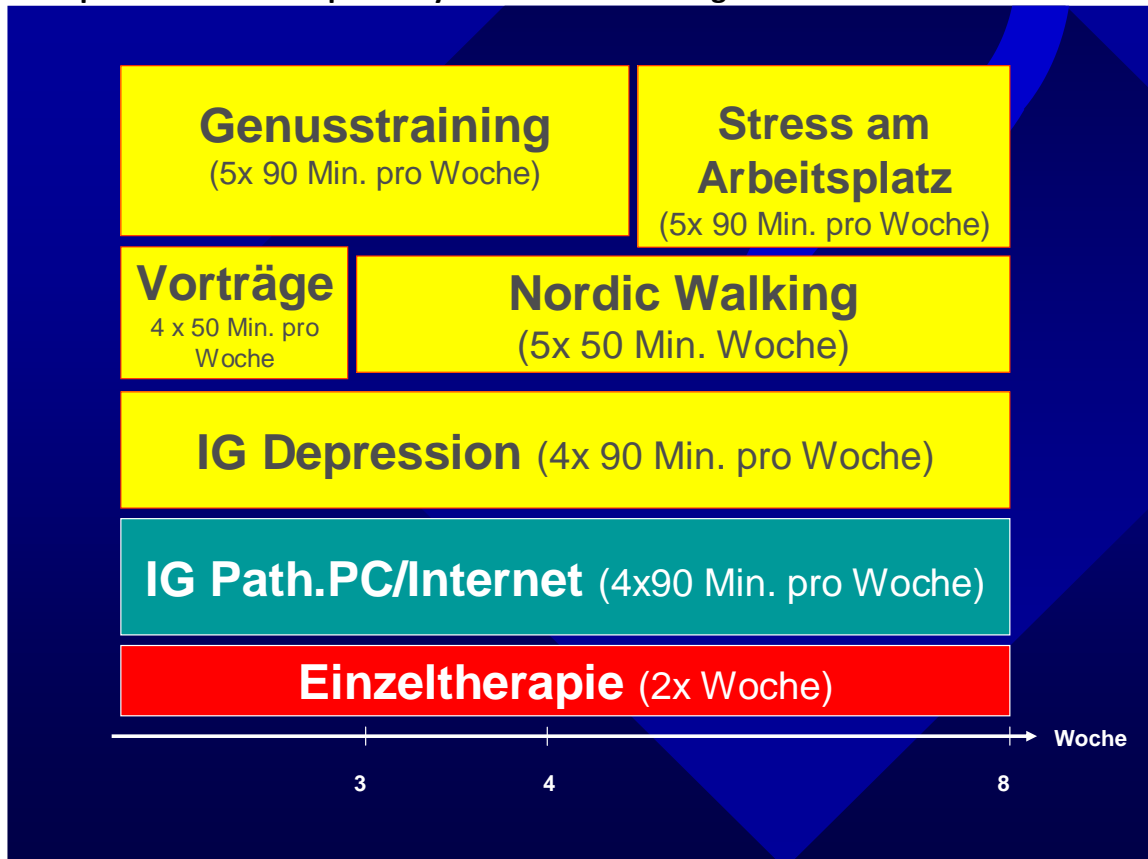 Genusstraining
(5x 90 Min. pro Woche)
Stress am
Arbeitsplatz
(5x 90 Min. pro Woche)
Vorträge
4 x 50 Min. pro
Woche
Nordic Walking
(5x 50 Min. Woche)
IG Depression (4x 90 Min. pro Woche)
IG Path.PC/Internet (4x90 Min. pro Woche)
Einzeltherapie (2x Woche)
Woche
3 4 8